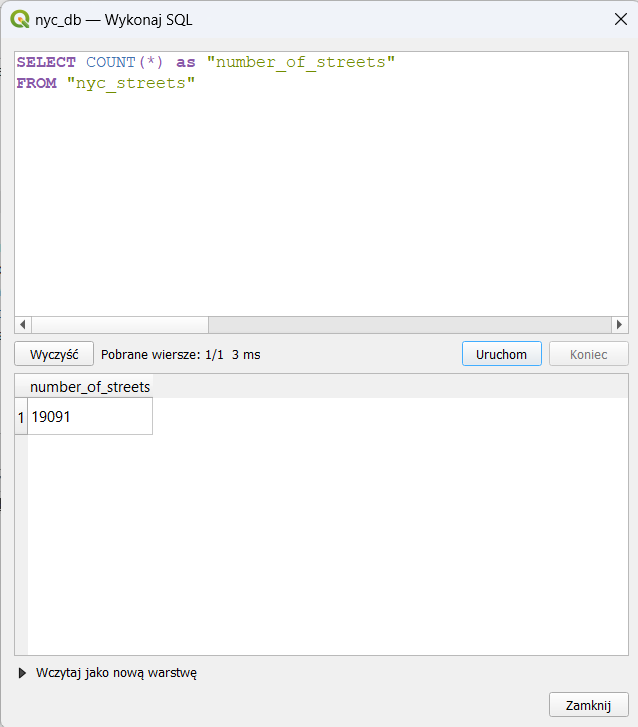 nyc_db — Wykonaj SQL
SELECT COUNT(*) as "number_of_streets"
FROM "nyc_streets"
Wyczyść Pobrane wiersze: 1/1 3 ms Uruchom Koniec
number_of_streets
1 19091
Wczytaj jako nową warstwę
Zamknij